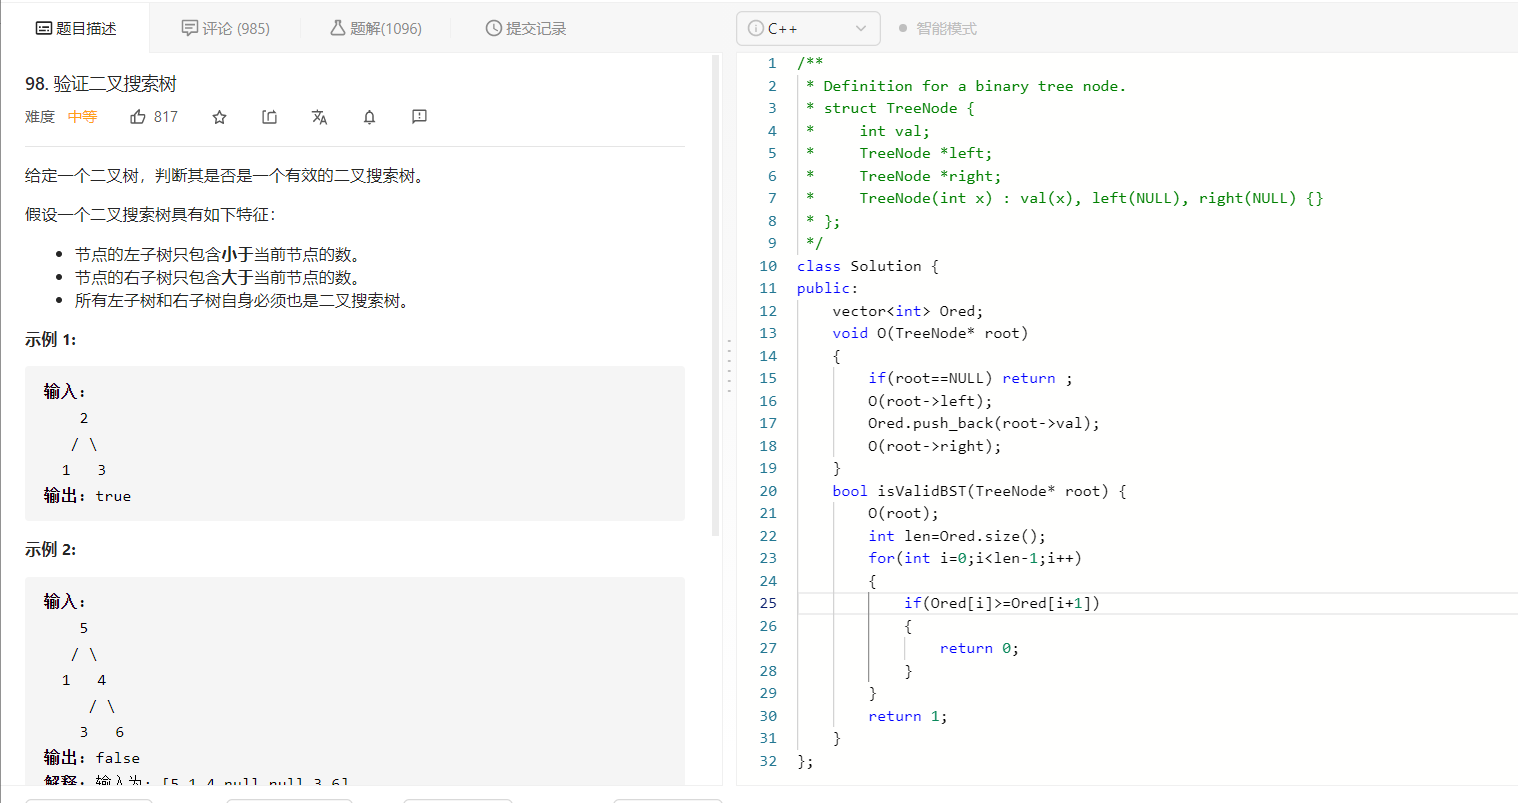 题目描述
评论 (985)
题解(1096)
提交记录
98. 验证二叉搜索树
难度 中等 817
给定一个二叉树，判断其是否是一个有效的二叉搜索树。
假设一个二叉搜索树具有如下特征：
• 节点的左子树只包含小于当前节点的数。
• 节点的右子树只包含大于当前节点的数。
• 所有左子树和右子树自身必须也是二叉搜索树。
示例 1:
输入:
    2
   / \
  1   3
输出: true
示例 2:
输入:
    5
   / \
  1   4
     / \
    3   6
输出: false
解释: 输入为: [5,1,4,null,null,3,6]
C++
智能模式
1 /**
2  * Definition for a binary tree node.
3  * struct TreeNode {
4  *     int val;
5  *     TreeNode *left;
6  *     TreeNode *right;
7  *     TreeNode(int x) : val(x), left(NULL), right(NULL) {}
8  * };
9  */
10 class Solution {
11 public:
12     vector<int> Ored;
13     void O(TreeNode* root)
14     {
15         if(root==NULL) return ;
16         O(root->left);
17         Ored.push_back(root->val);
18         O(root->right);
19     }
20     bool isValidBST(TreeNode* root) {
21         O(root);
22         int len=Ored.size();
23         for(int i=0;i<len-1;i++)
24         {
25             if(Ored[i]>=Ored[i+1])
26             {
27                 return 0;
28             }
29         }
30         return 1;
31     }
32 };